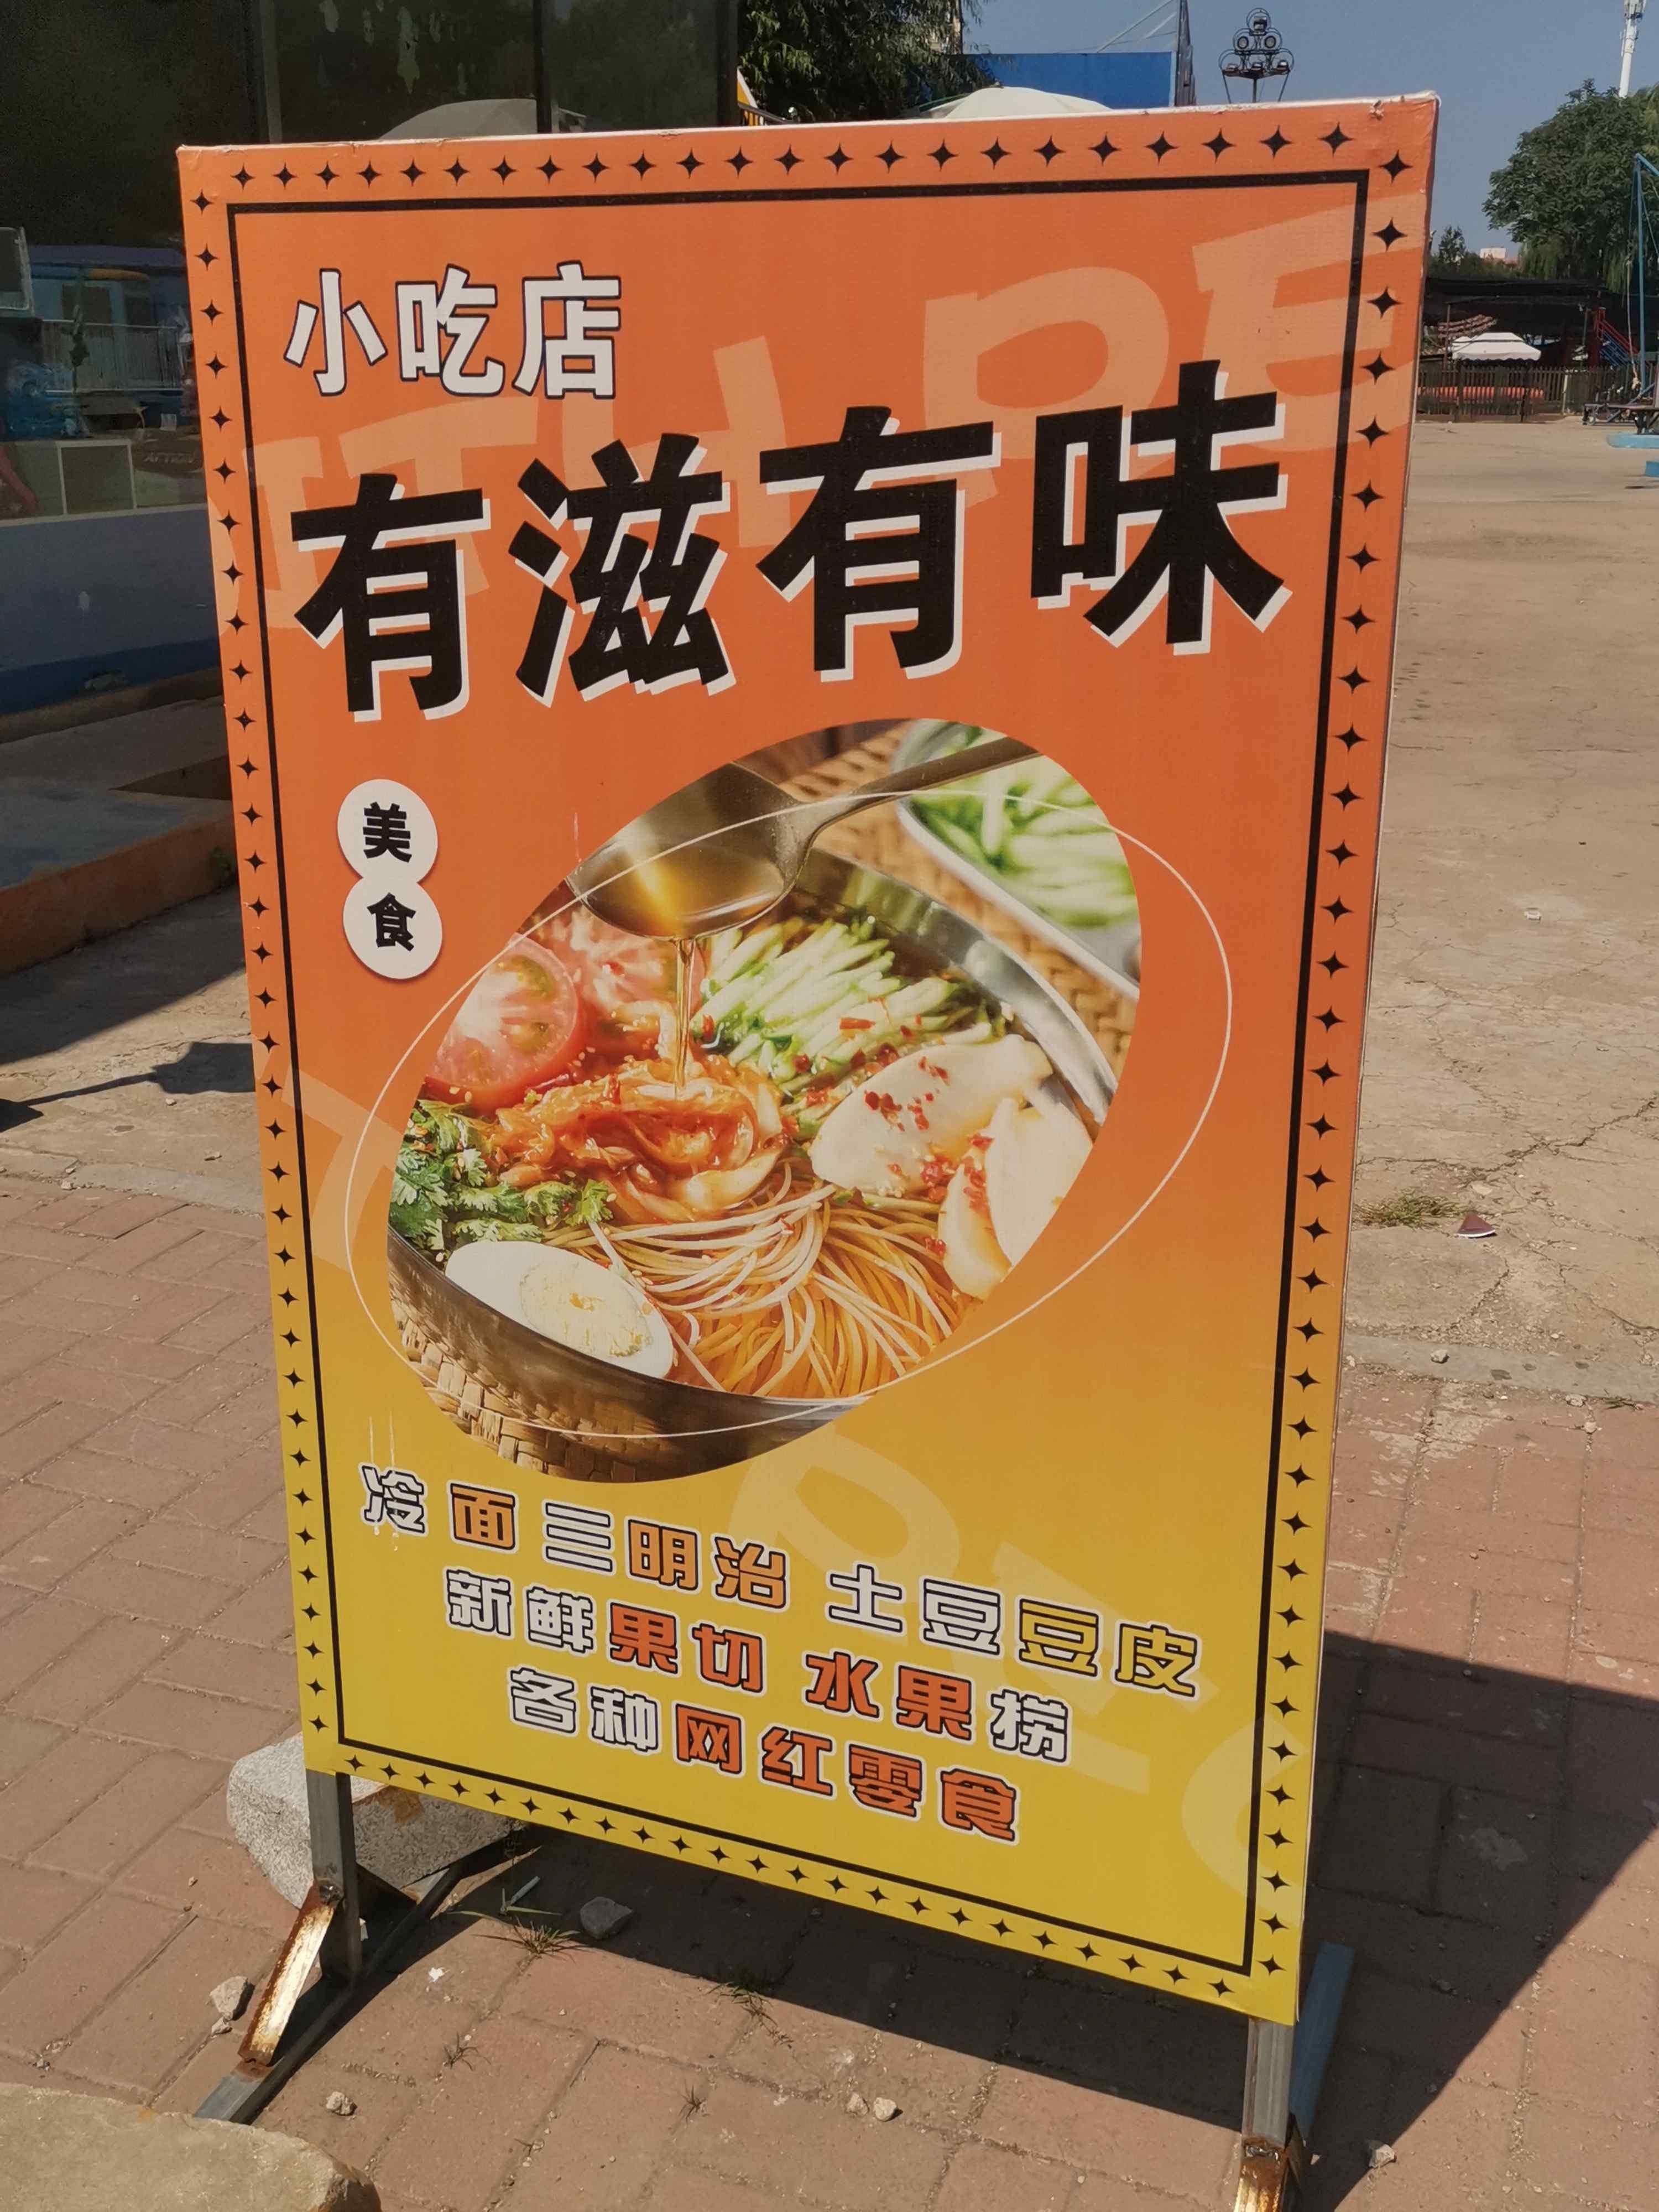 小吃店
有滋有味
美食
冷面 三明治 土豆豆皮
新鲜果切 水果捞
各种网红零食